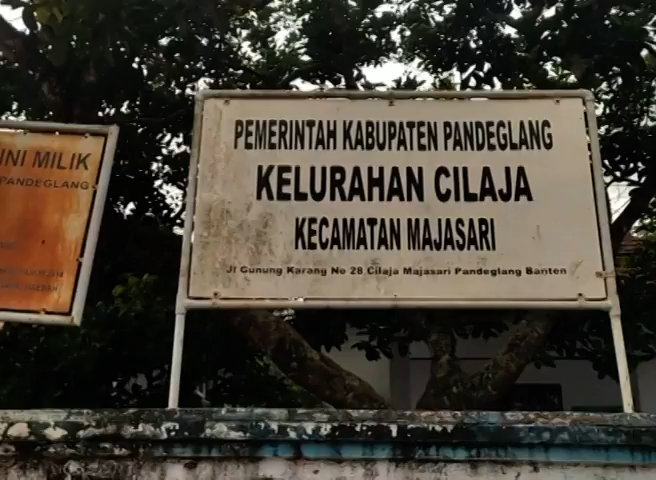 INI MILIK
PANDEGLANG
PEMERINTAH KABUPATEN PANDEGLANG
KELURAHAN CILAJA
KECAMATAN MAJASARI
Jl Gunung Karang No 28 Cilaja Majasari Pandeglang Banten